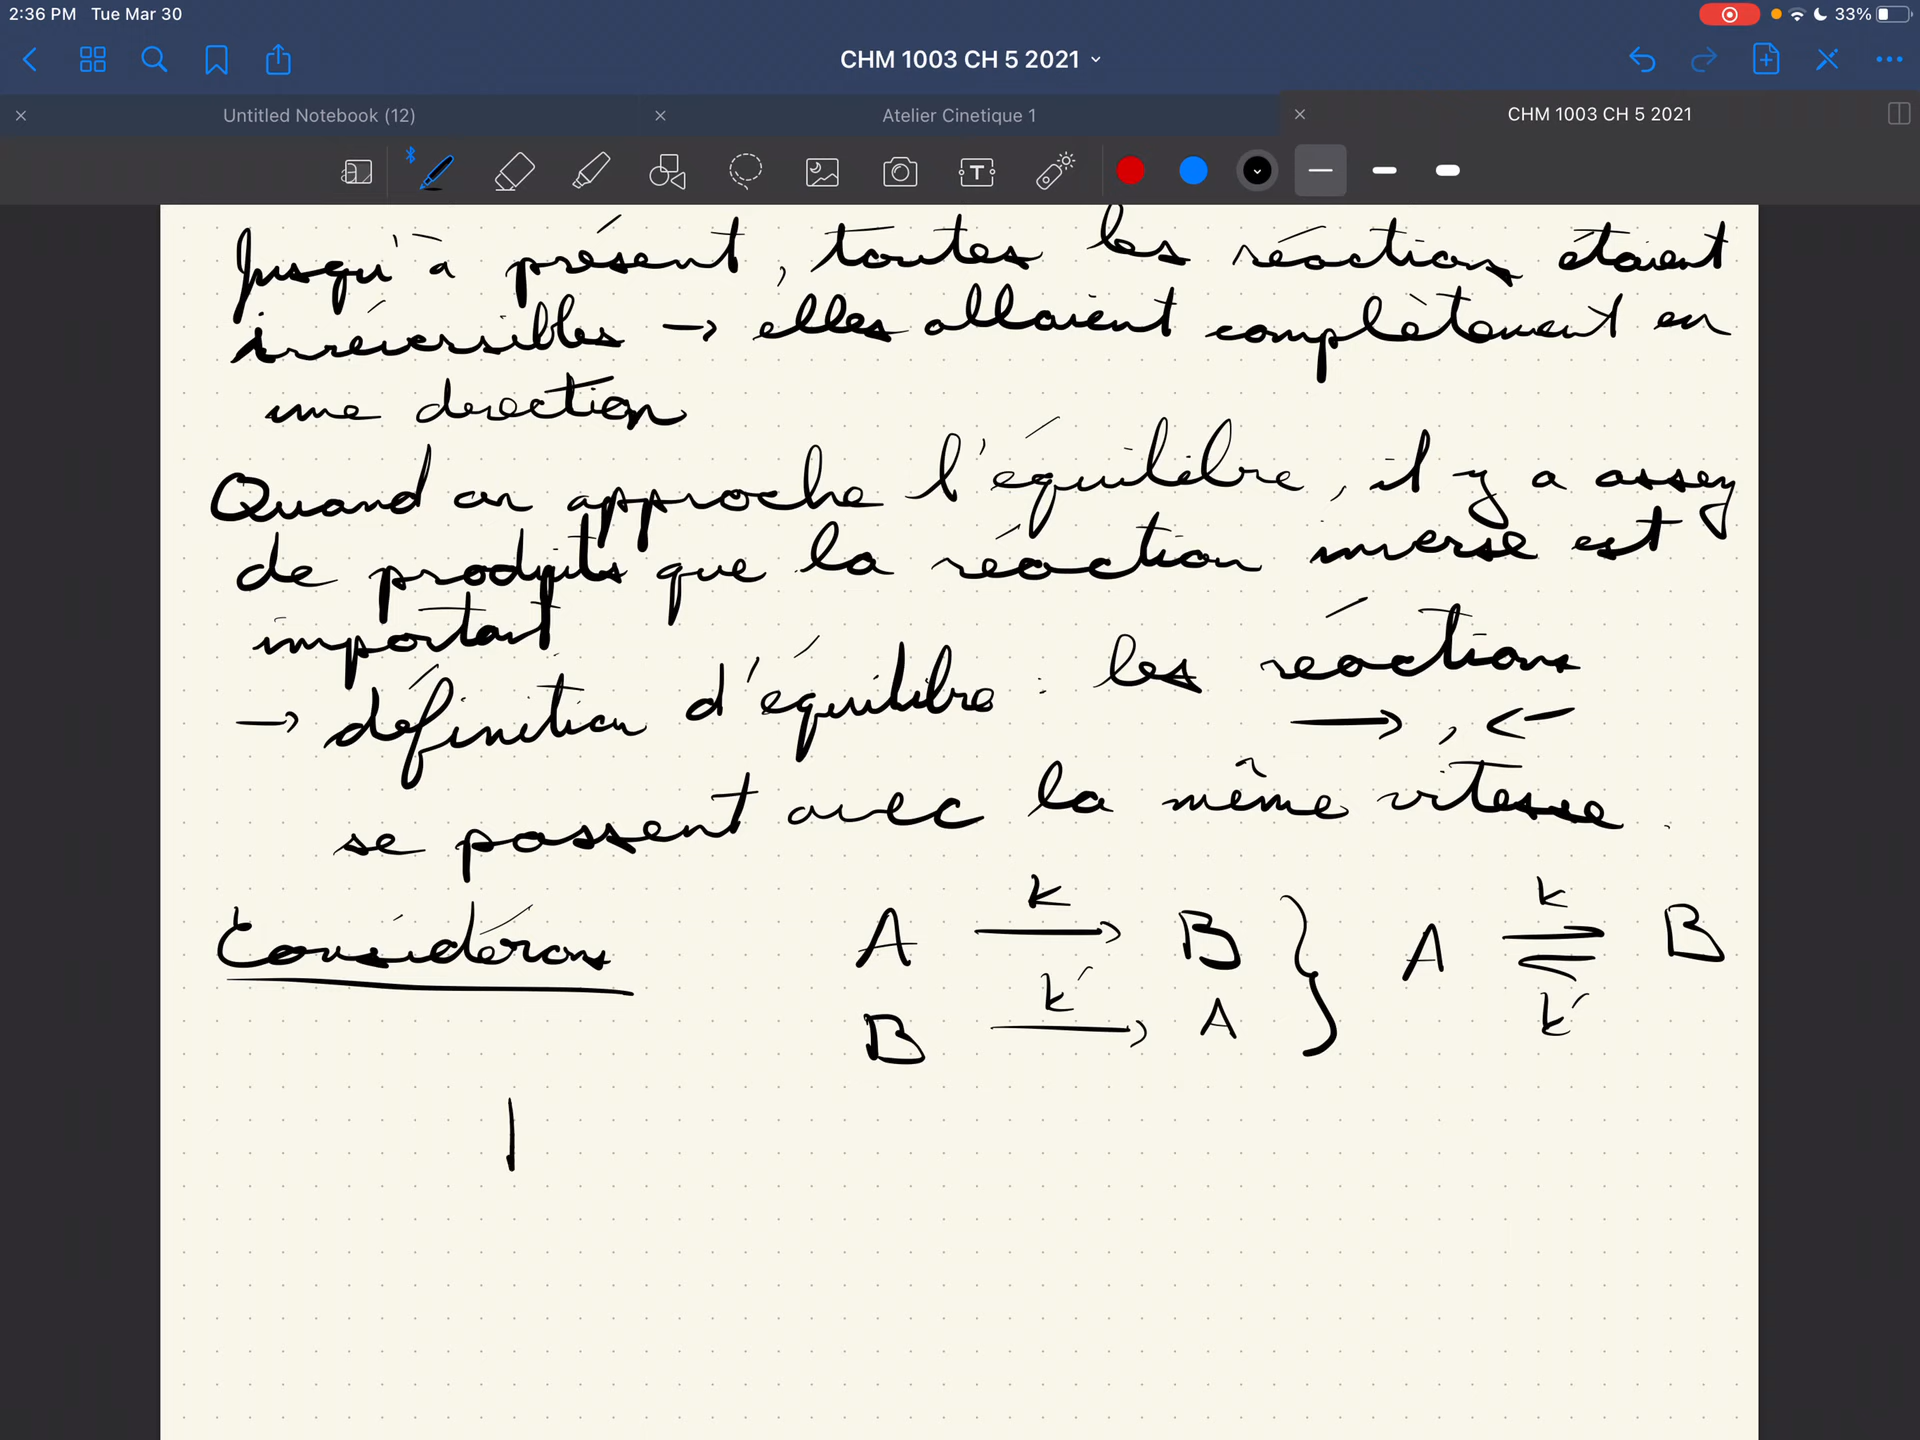 2:36 PM Tue Mar 30
33%
CHM 1003 CH 5 2021
Untitled Notebook (12)
Atelier Cinetique 1
CHM 1003 CH 5 2021
Jusqu'à présent, toutes les réactions étaient
irréversibles → elles allaient complètement en
une direction
Quand on approche l'équilibre, il y a assez
de produits que la réaction inverse est
important
→ définition d'équilibre : les réactions
→, ←
se passent avec la même vitesse.
Considérons
A →(k) B } A ⇌ B
k
B →(k') A
k'